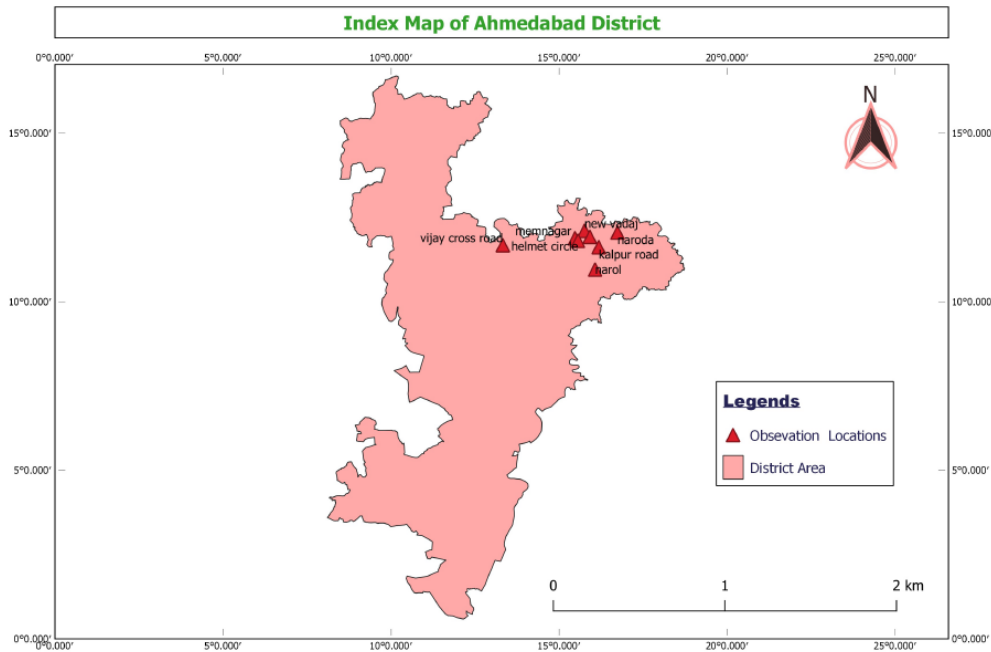 Index Map of Ahmedabad District
0°0.000' 5°0.000' 10°0.000' 15°0.000' 20°0.000' 25°0.000'
N
15°0.000' 15°0.000'
new vadaj
memnagar
vijay cross road
naroda
helmet circle
kalpur road
narol
10°0.000' 10°0.000'
Legends
Obsevation Locations
District Area
5°0.000' 5°0.000'
0 1 2 km
0°0.000' 0°0.000'
0°0.000' 5°0.000' 10°0.000' 15°0.000' 20°0.000' 25°0.000'